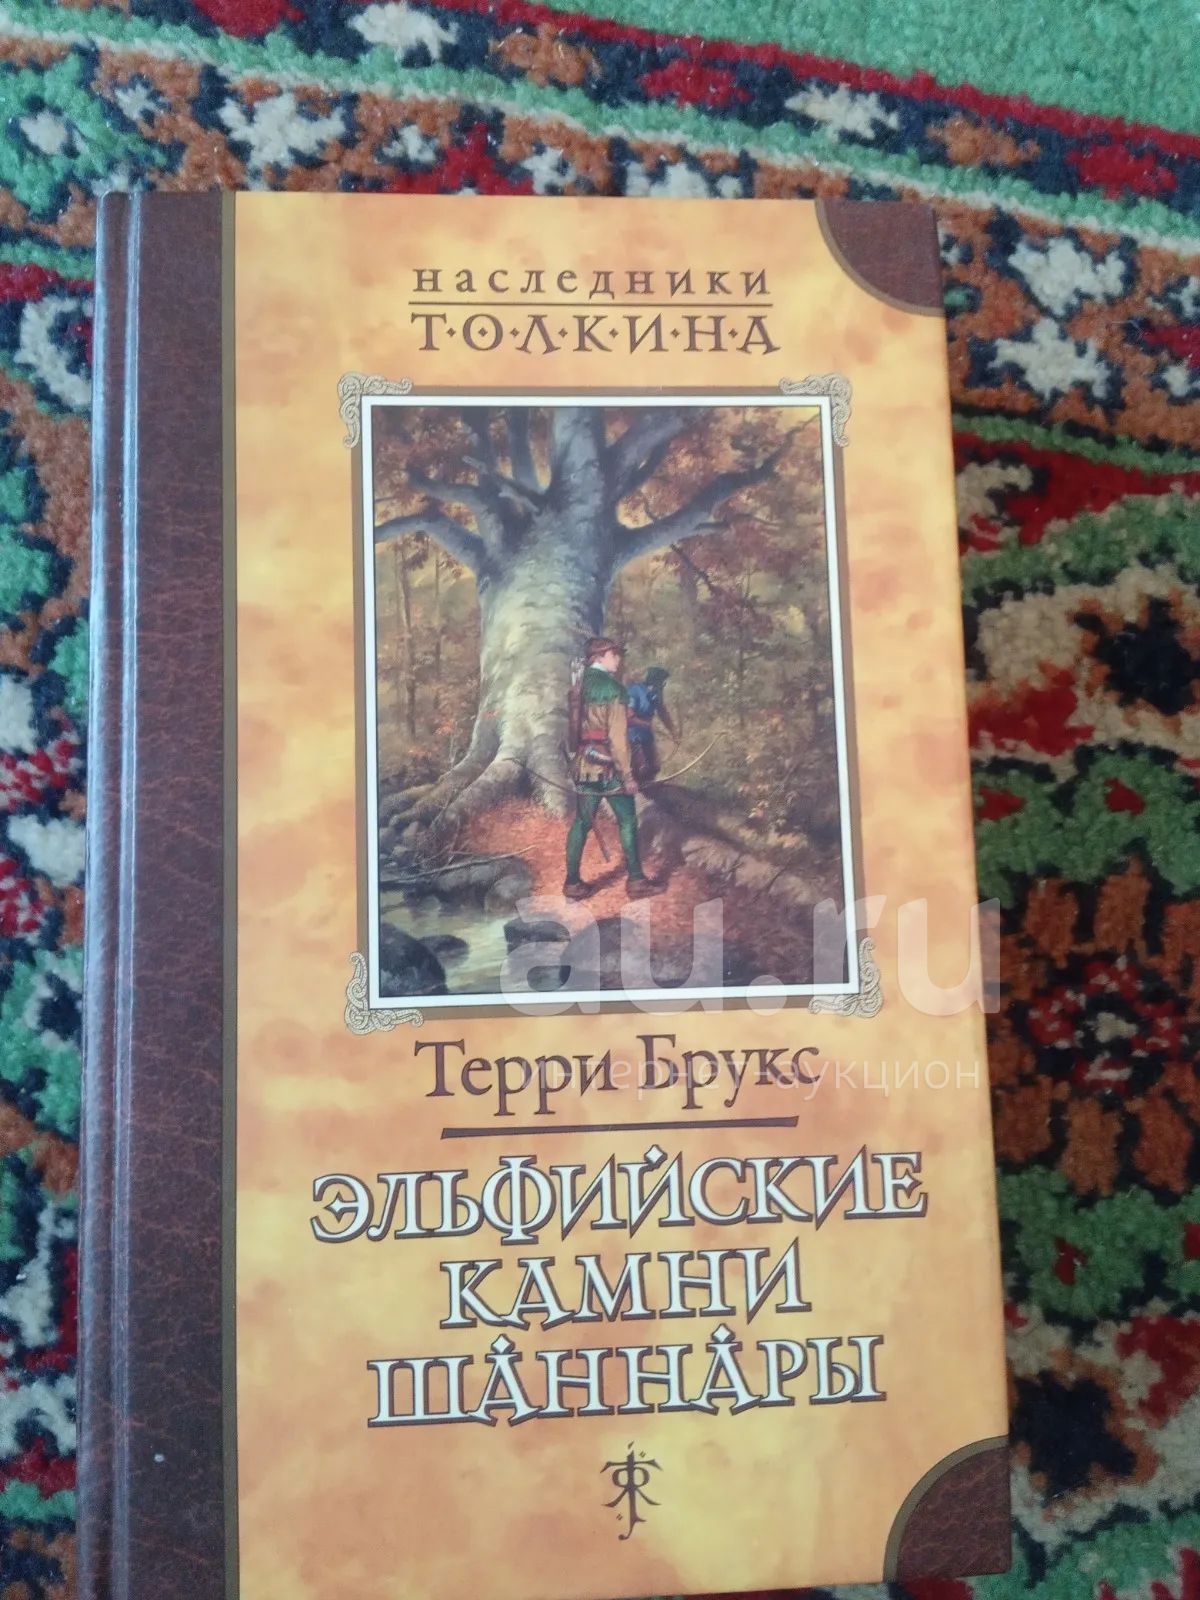 наследники
Т·О·Л·К·И·Н·А
au.ru
Терри Брукс
интернет-аукцион
ЭЛЬФИЙСКИЕ
КАМНИ
ШАННАРЫ